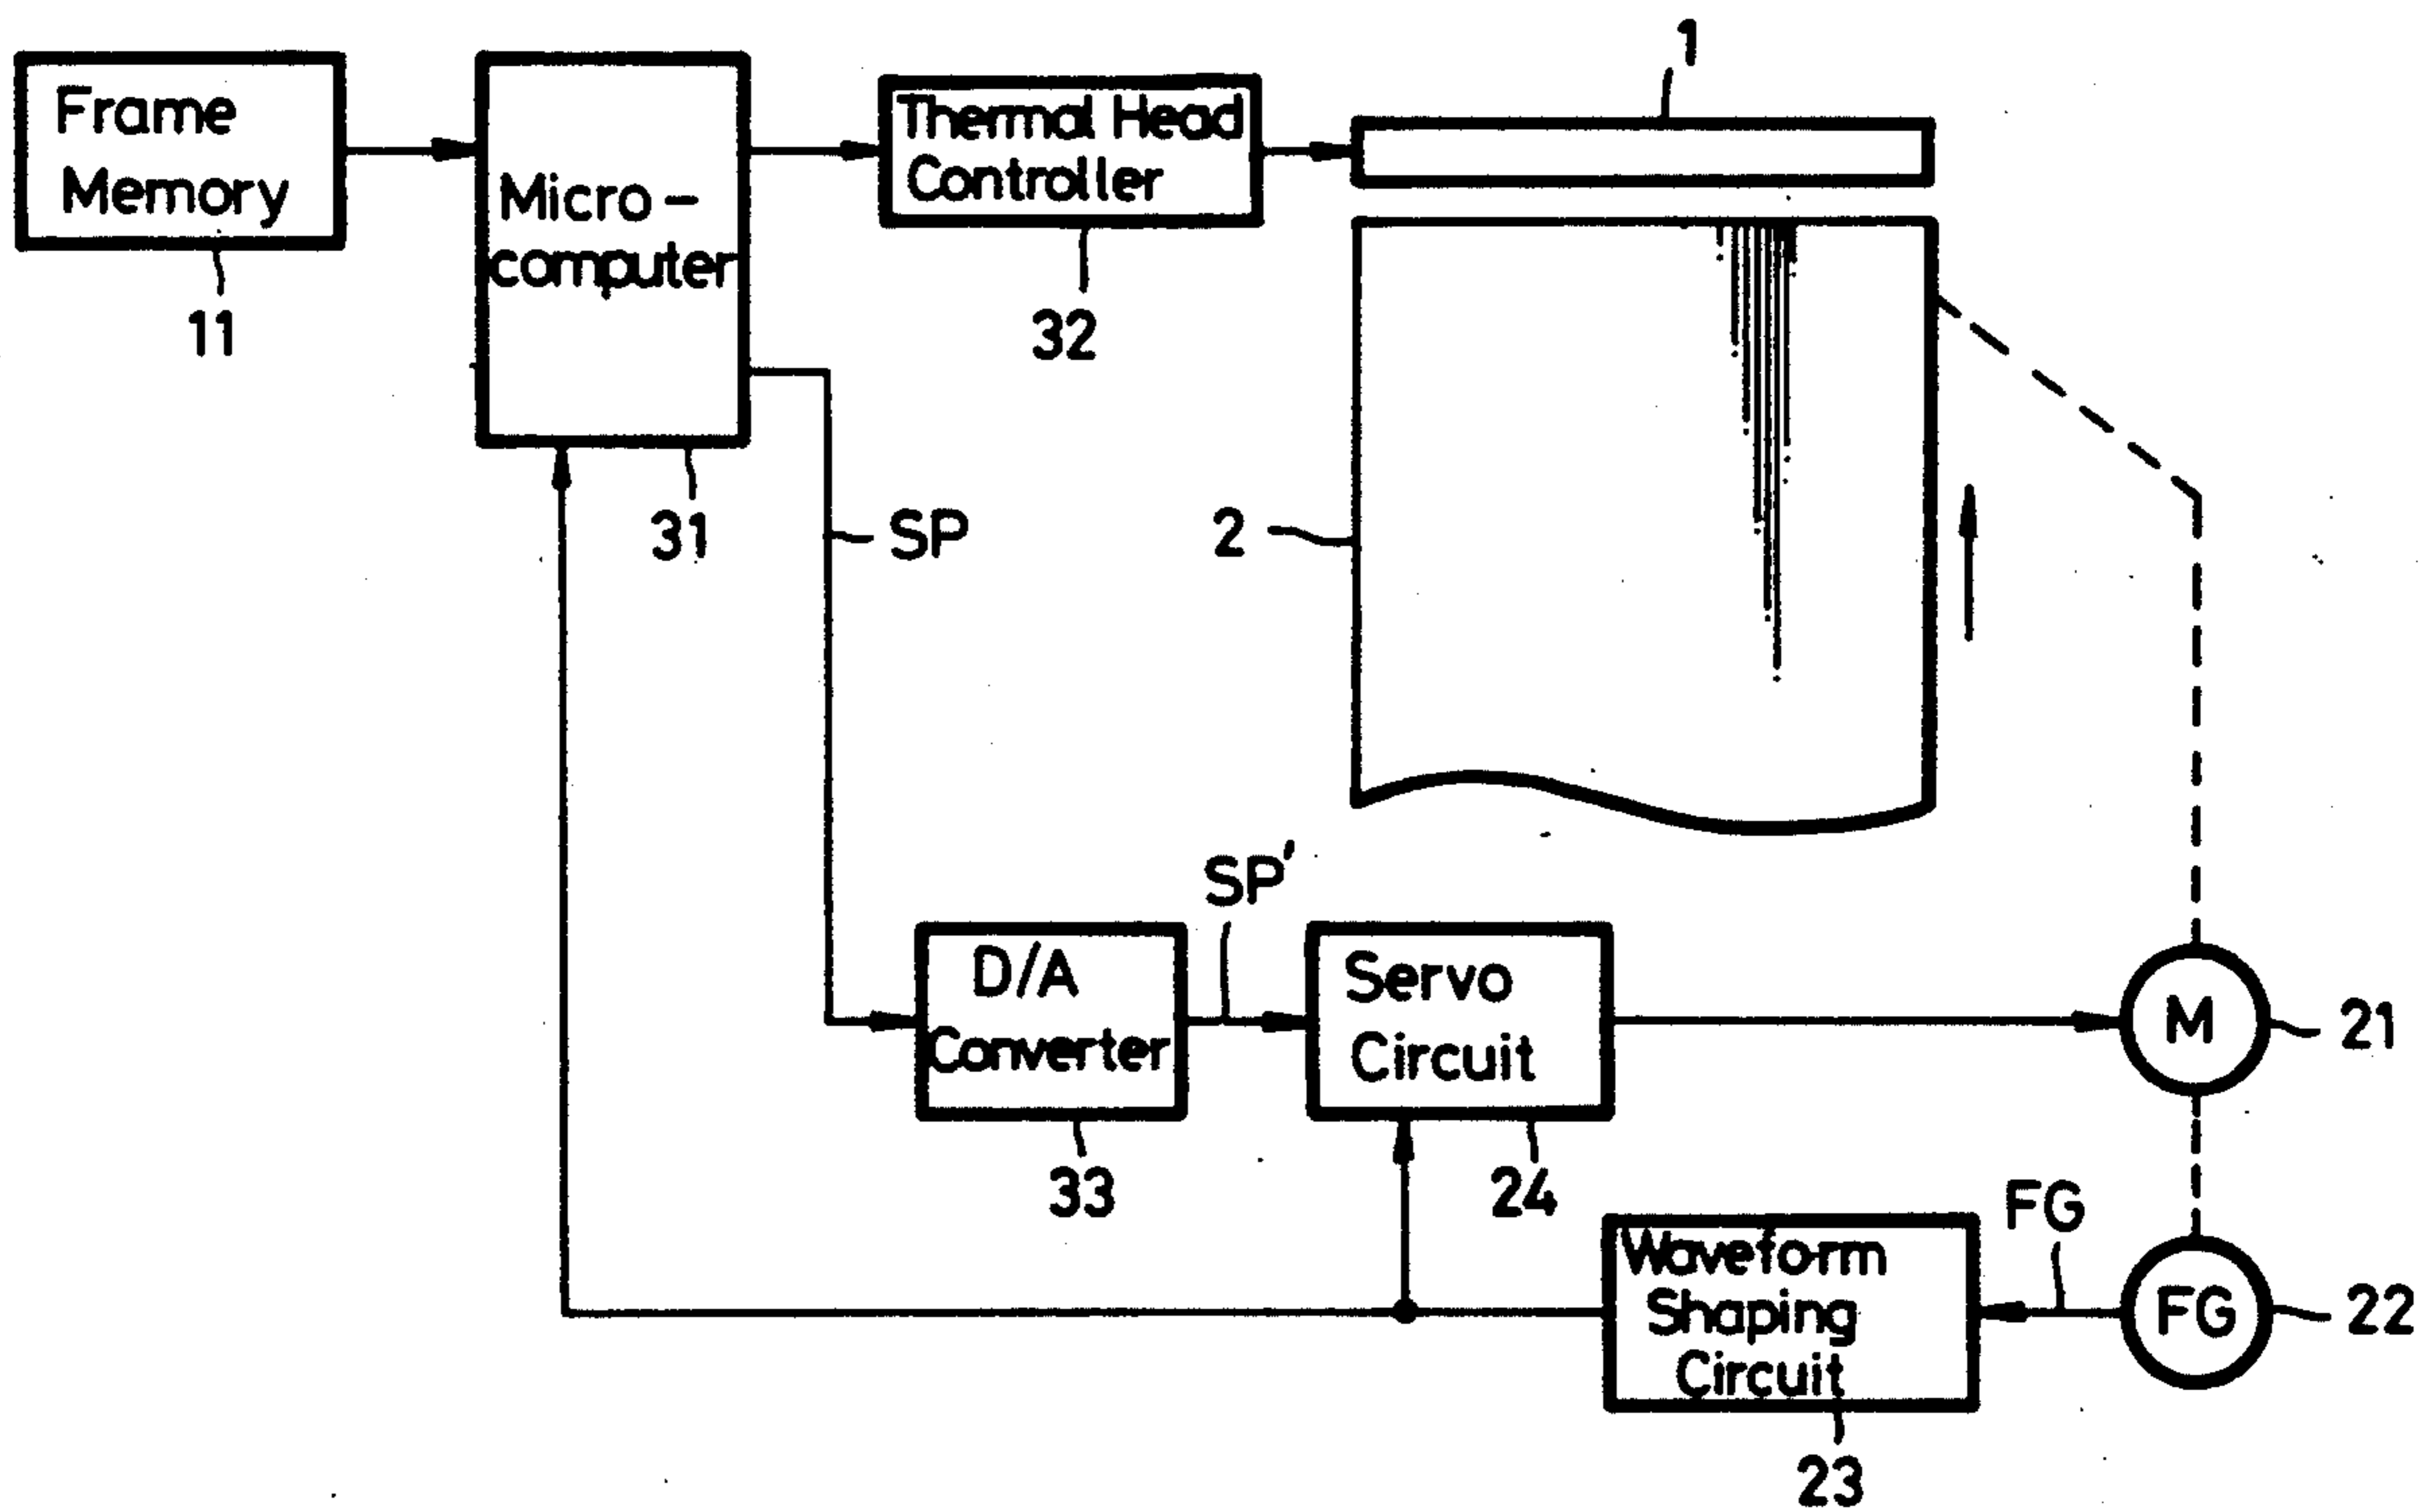 Frame
Memory
11
Micro-
computer
31
Thermal Head
Controller
32
1
2
SP
SP'
D/A
Converter
33
Servo
Circuit
24
M
21
FG
FG
22
Waveform
Shaping
Circuit
23